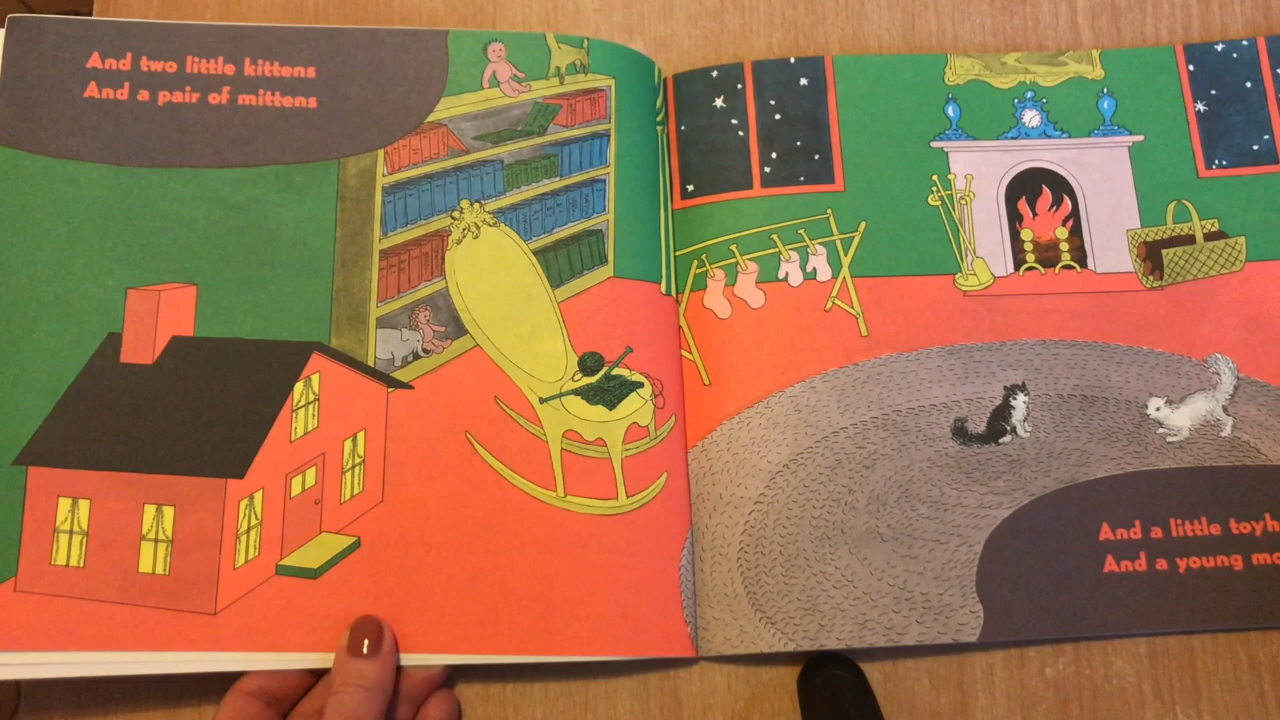 And two little kittens
And a pair of mittens
And a little
And a young